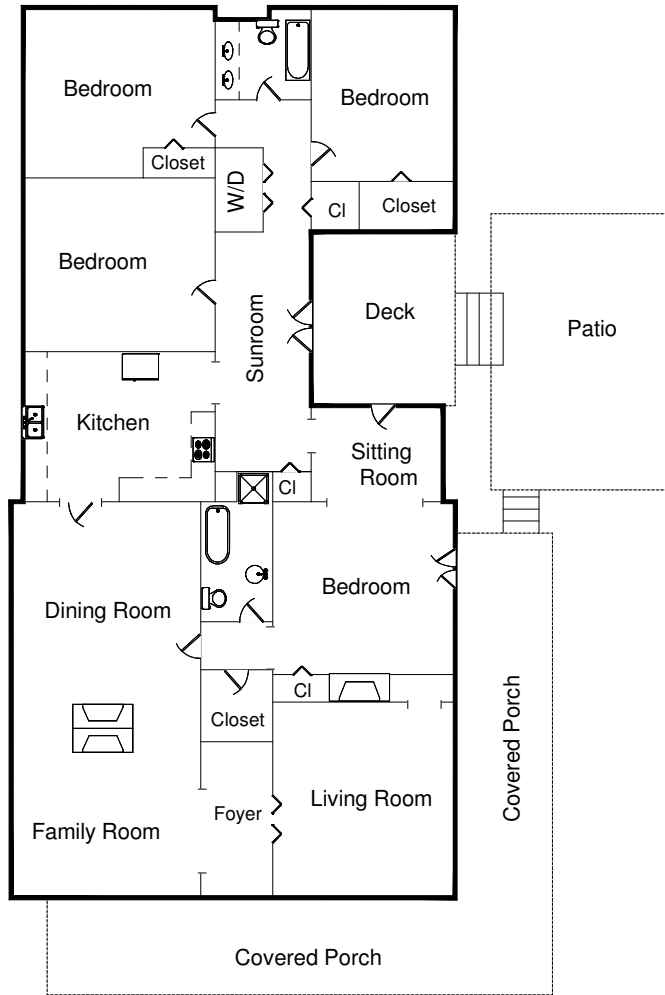 Bedroom
Bedroom
Closet
W/D
Cl
Closet
Bedroom
Sunroom
Deck
Patio
Kitchen
Sitting
Room
Cl
Bedroom
Dining Room
Cl
Closet
Covered Porch
Living Room
Foyer
Family Room
Covered Porch